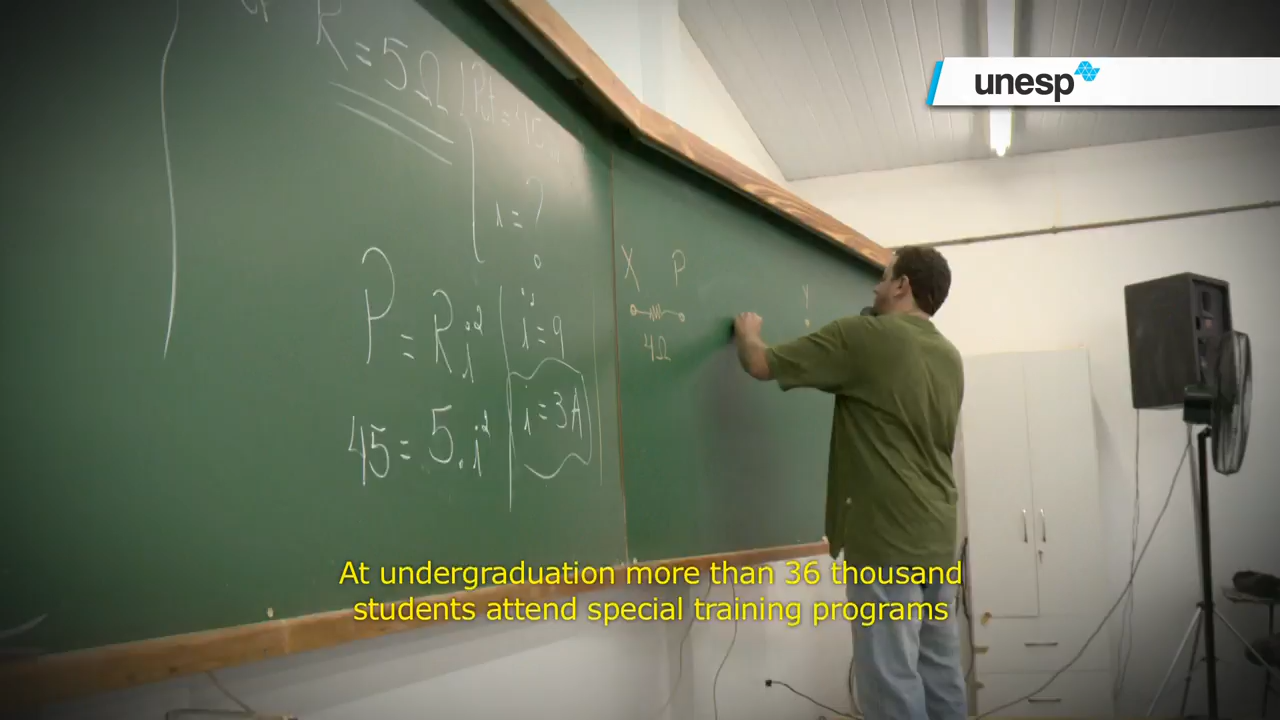 unesp
R = 5Ω
i = ?
P = R.i²
i² = 9
45 = 5.i²
i = 3A
X P
4Ω
Y
At undergraduation more than 36 thousand
students attend special training programs